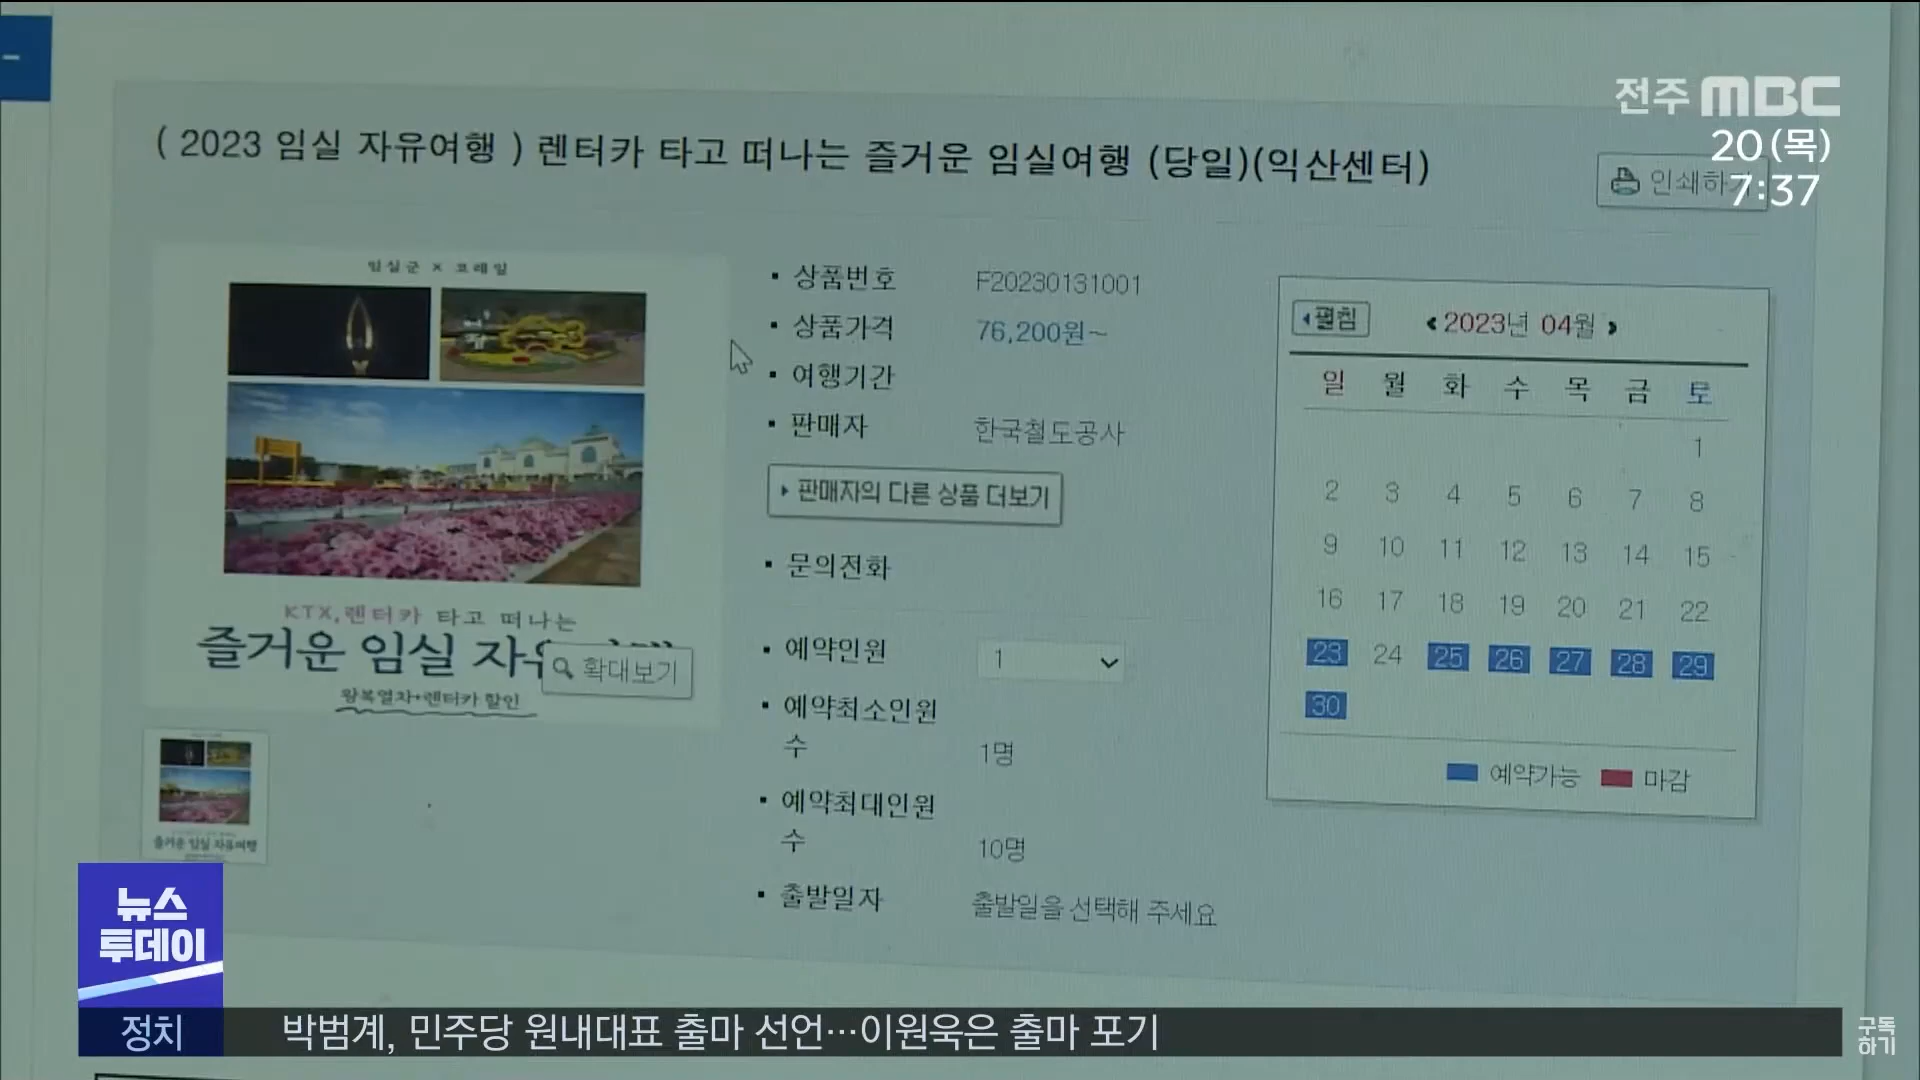 전주 MBC
20(목)
7:37
( 2023 임실 자유여행 ) 렌터카 타고 떠나는 즐거운 임실여행 (당일)(익산센터)
인쇄하기
임실군 × 코레일
KTX,렌터카 타고 떠나는
즐거운 임실 자유
확대보기
왕복열차+렌터카 할인
즐거운 임실 자유여행
상품번호 F20230131001
상품가격 76,200원~
여행기간
판매자 한국철도공사
판매자의 다른 상품 더보기
문의전화
예약인원 1
예약최소인원
수 1명
예약최대인원
수 10명
출발일자 출발일을 선택해 주세요
펼침 2023년 04월
일 월 화 수 목 금 토
1
2 3 4 5 6 7 8
9 10 11 12 13 14 15
16 17 18 19 20 21 22
23 24 25 26 27 28 29
30
예약가능 마감
뉴스
투데이
정치 박범계, 민주당 원내대표 출마 선언…이원욱은 출마 포기
구독
하기